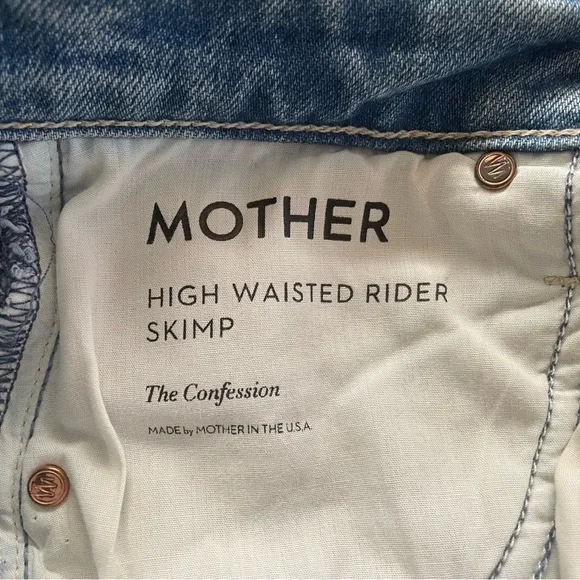 MOTHER
HIGH WAISTED RIDER
SKIMP
The Confession
MADE by MOTHER IN THE U.S.A.